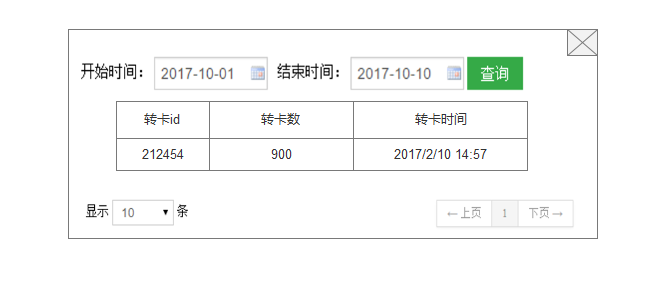 开始时间： 2017-10-01 结束时间： 2017-10-10 查询
转卡id 转卡数 转卡时间
212454 900 2017/2/10 14:57
显示 10 条 ←上页 1 下页→